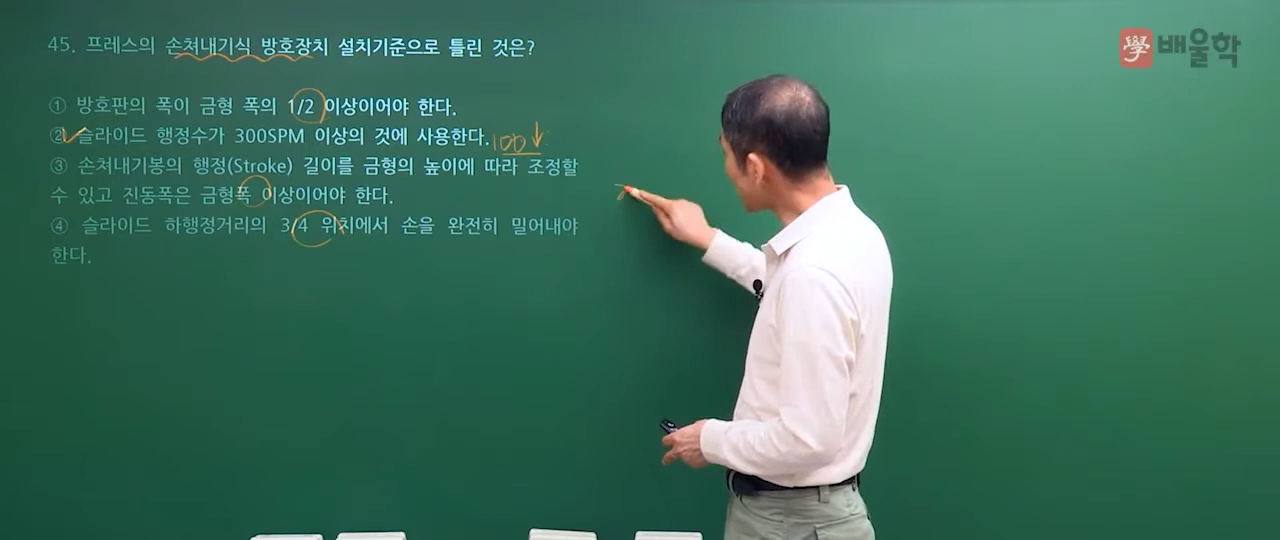 45. 프레스의 손쳐내기식 방호장치 설치기준으로 틀린 것은?
學 배울학
① 방호판의 폭이 금형 폭의 1/2 이상이어야 한다.
② 슬라이드 행정수가 300SPM 이상의 것에 사용한다. 100↓
③ 손쳐내기봉의 행정(Stroke) 길이를 금형의 높이에 따라 조정할
수 있고 진동폭은 금형폭 이상이어야 한다.
④ 슬라이드 하행정거리의 3/4 위치에서 손을 완전히 밀어내야
한다.